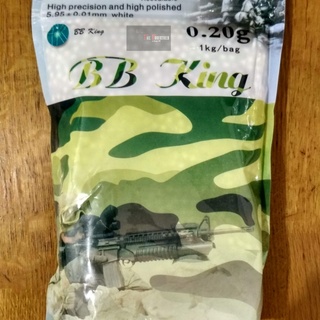 High precision and high polished
5.95±0.01mm, white
BB King
0.20g
1kg/bag
BB King